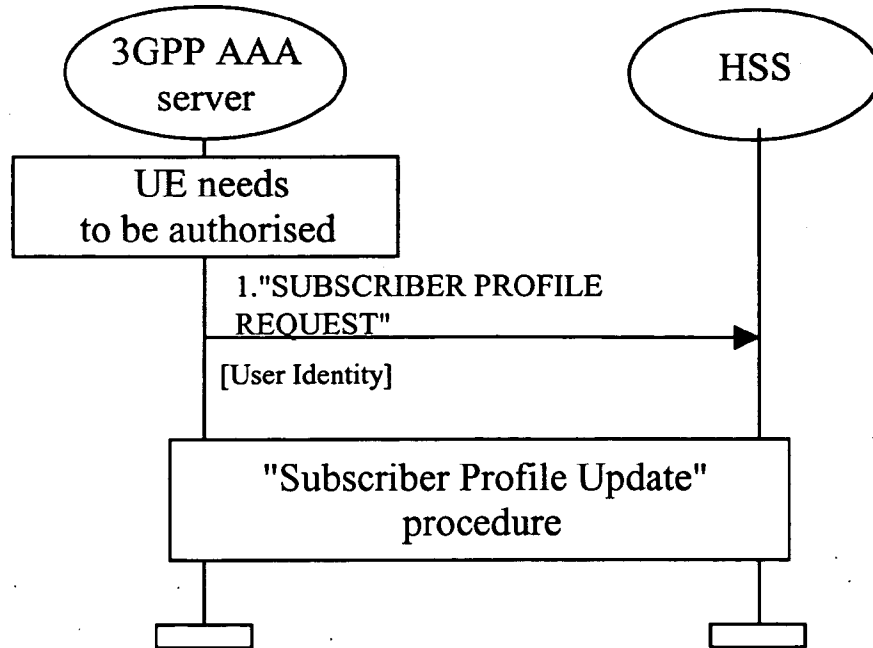 3GPP AAA
server
HSS
UE needs
to be authorised
1."SUBSCRIBER PROFILE
REQUEST"
[User Identity]
"Subscriber Profile Update"
procedure